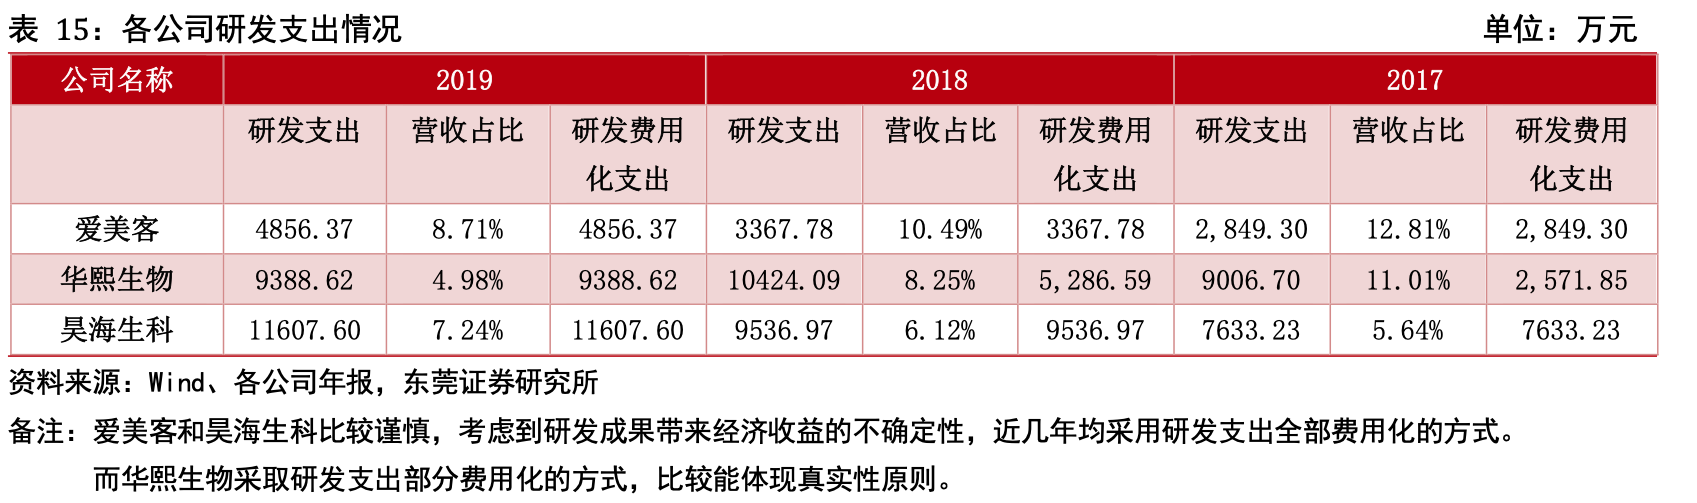 表 15：各公司研发支出情况 单位：万元
公司名称 2019 2018 2017
研发支出 营收占比 研发费用化支出 研发支出 营收占比 研发费用化支出 研发支出 营收占比 研发费用化支出
爱美客 4856.37 8.71% 4856.37 3367.78 10.49% 3367.78 2,849.30 12.81% 2,849.30
华熙生物 9388.62 4.98% 9388.62 10424.09 8.25% 5,286.59 9006.70 11.01% 2,571.85
昊海生科 11607.60 7.24% 11607.60 9536.97 6.12% 9536.97 7633.23 5.64% 7633.23
资料来源：Wind、各公司年报，东莞证券研究所
备注：爱美客和昊海生科比较谨慎，考虑到研发成果带来经济收益的不确定性，近几年均采用研发支出全部费用化的方式。
而华熙生物采取研发支出部分费用化的方式，比较能体现真实性原则。